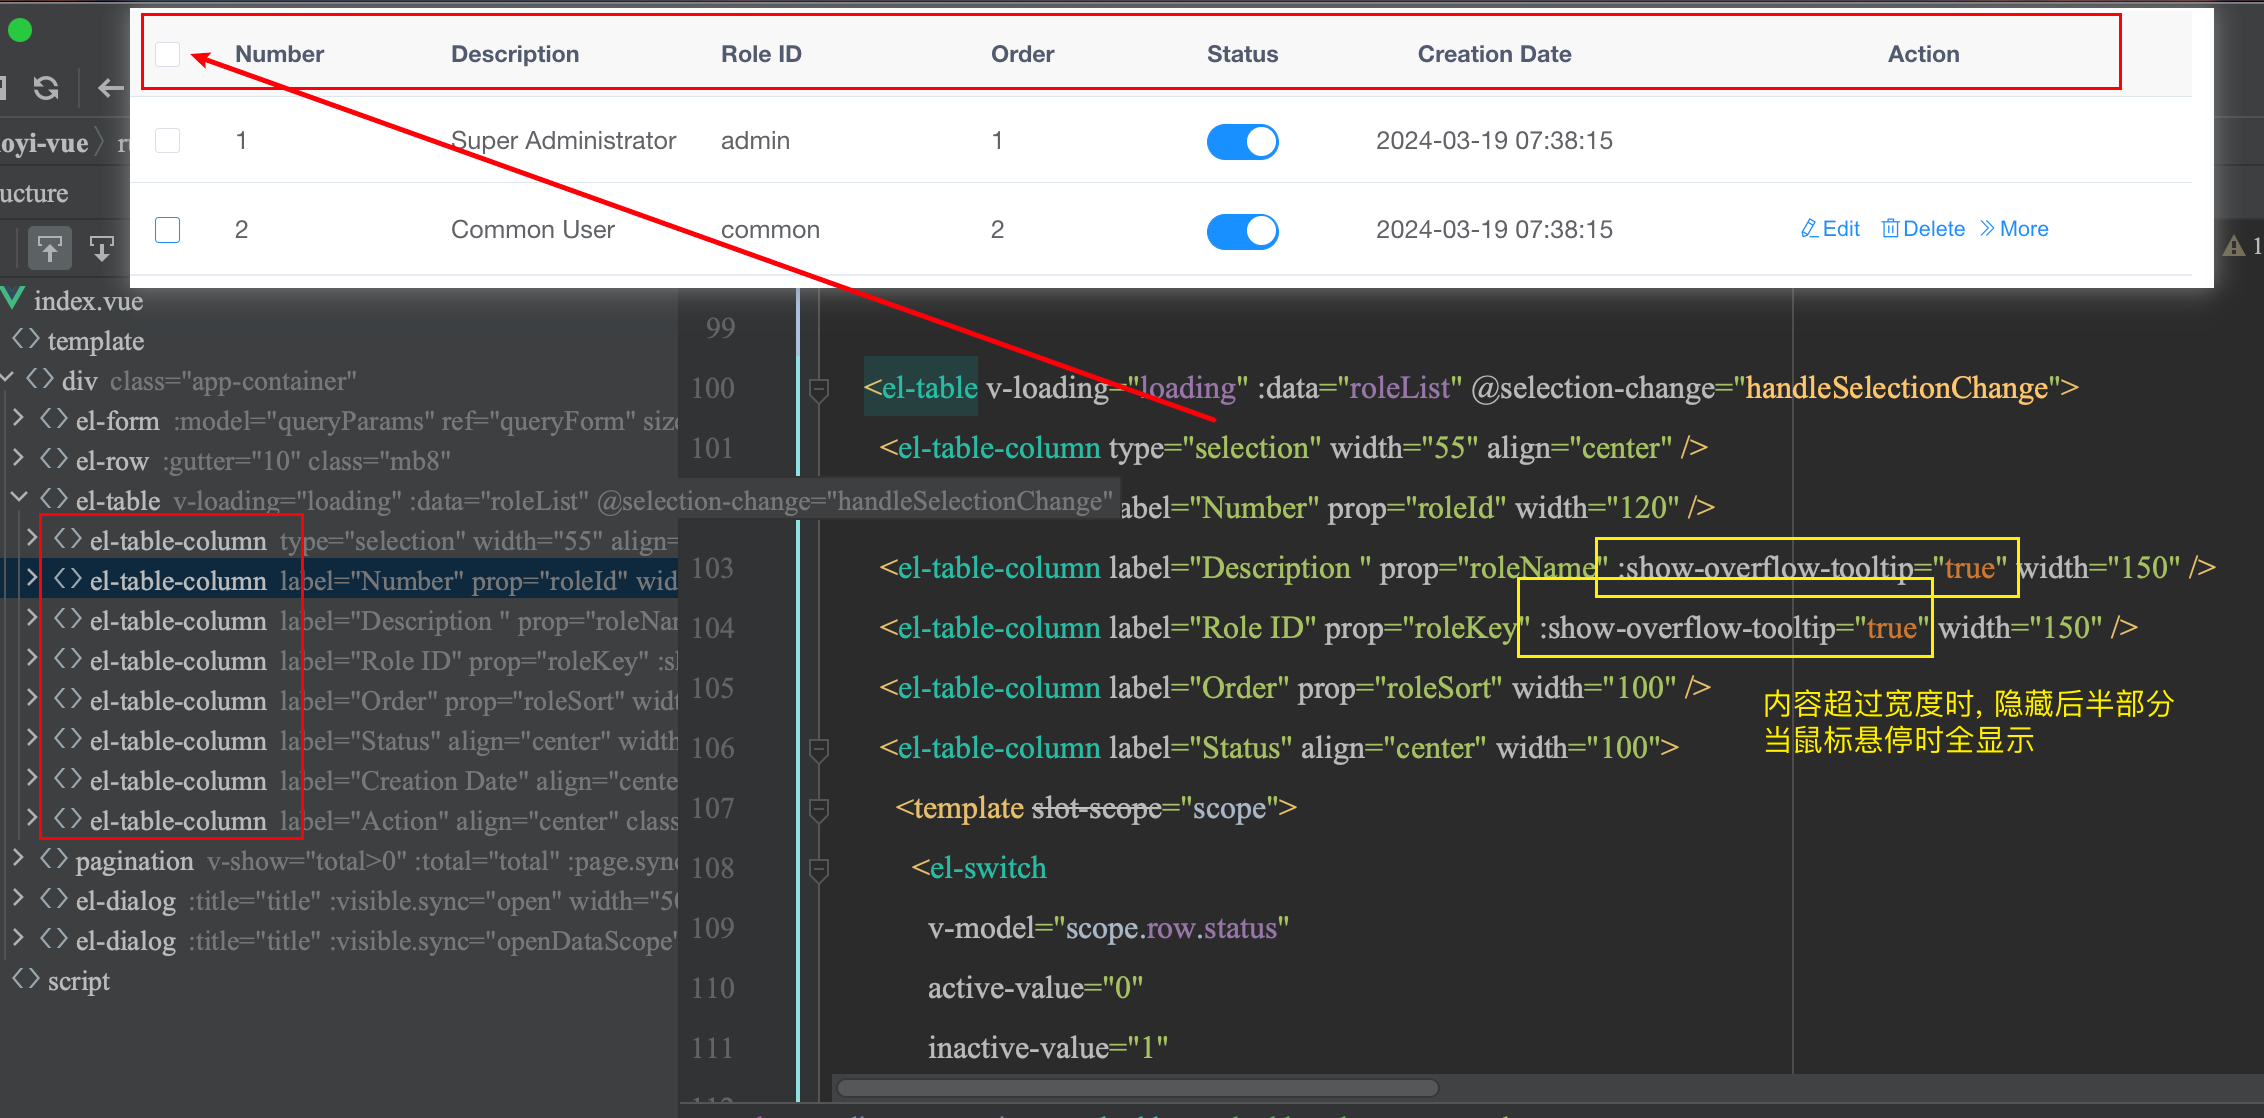 Number Description Role ID Order Status Creation Date Action
1 Super Administrator admin 1 2024-03-19 07:38:15
2 Common User common 2 2024-03-19 07:38:15 Edit Delete More
oyi-vue
ucture
1
index.vue
template
div class="app-container"
el-form :model="queryParams" ref="queryForm" size
el-row :gutter="10" class="mb8"
el-table v-loading="loading" :data="roleList" @selection-change="handleSelectionChange"
el-table-column type="selection" width="55" align=
el-table-column label="Number" prop="roleId" wid
el-table-column label="Description " prop="roleNar
el-table-column label="Role ID" prop="roleKey" :sl
el-table-column label="Order" prop="roleSort" widt
el-table-column label="Status" align="center" width
el-table-column label="Creation Date" align="cente
el-table-column label="Action" align="center" class
pagination v-show="total>0" :total="total" :page.sync
el-dialog :title="title" :visible.sync="open" width="50
el-dialog :title="title" :visible.sync="openDataScope"
script
99
100 <el-table v-loading="loading" :data="roleList" @selection-change="handleSelectionChange">
101 <el-table-column type="selection" width="55" align="center" />
abel="Number" prop="roleId" width="120" />
103 <el-table-column label="Description " prop="roleName" :show-overflow-tooltip="true" width="150" />
104 <el-table-column label="Role ID" prop="roleKey" :show-overflow-tooltip="true" width="150" />
105 <el-table-column label="Order" prop="roleSort" width="100" />
106 <el-table-column label="Status" align="center" width="100">
107 <template slot-scope="scope">
108 <el-switch
109 v-model="scope.row.status"
110 active-value="0"
111 inactive-value="1"
内容超过宽度时, 隐藏后半部分
当鼠标悬停时全显示